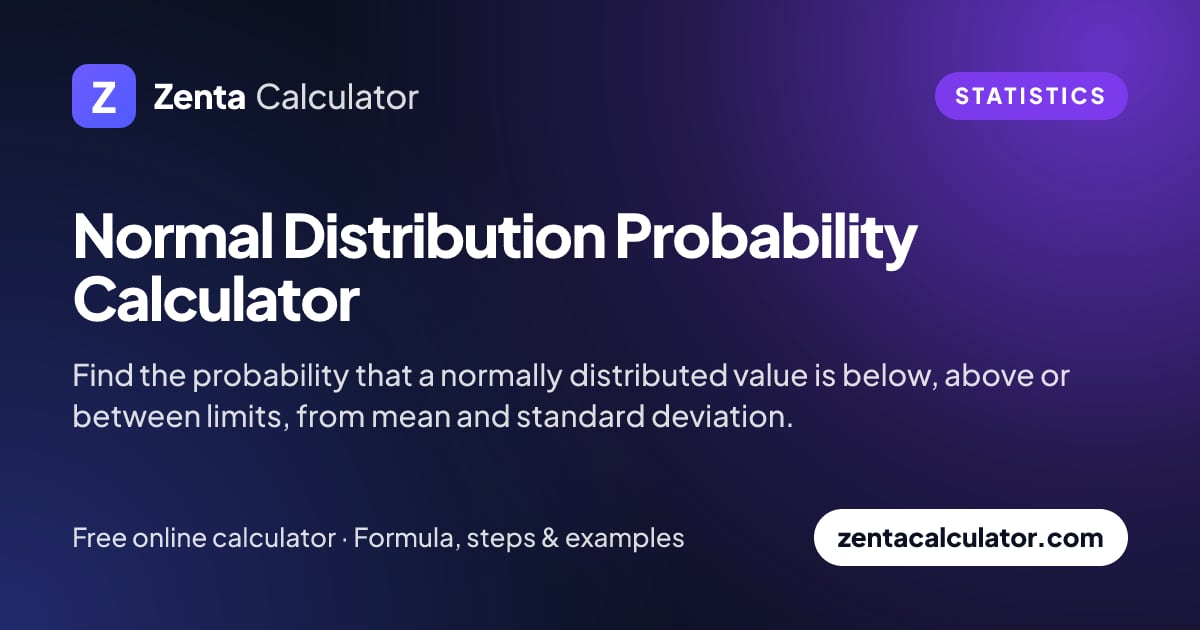 Z
Zenta Calculator
STATISTICS
Normal Distribution Probability
Calculator
Find the probability that a normally distributed value is below, above or
between limits, from mean and standard deviation.
Free online calculator · Formula, steps & examples
zentacalculator.com